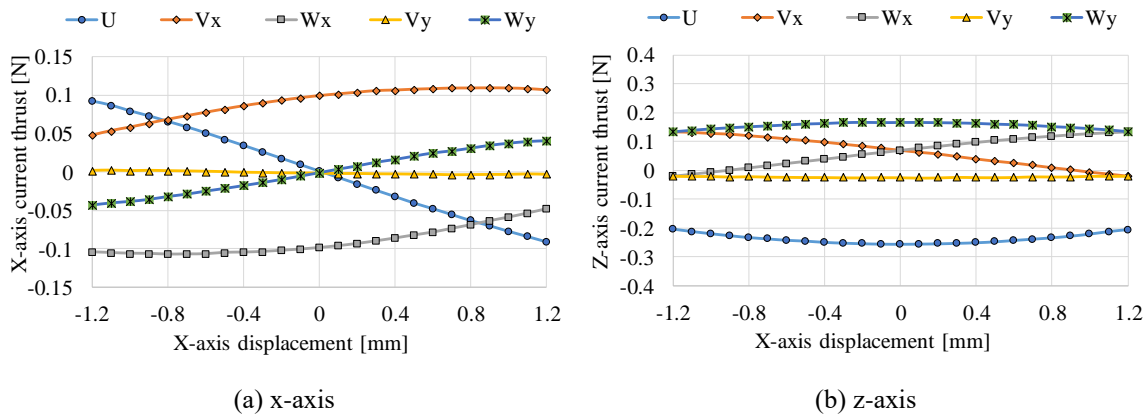 U Vx Wx Vy Wy
X-axis current thrust [N]
0.15
0.1
0.05
0
-0.05
-0.1
-0.15
-1.2 -0.8 -0.4 0 0.4 0.8 1.2
X-axis displacement [mm]
(a) x-axis
U Vx Wx Vy Wy
Z-axis current thrust [N]
0.4
0.3
0.2
0.1
0
-0.1
-0.2
-0.3
-0.4
-1.2 -0.8 -0.4 0 0.4 0.8 1.2
X-axis displacement [mm]
(b) z-axis